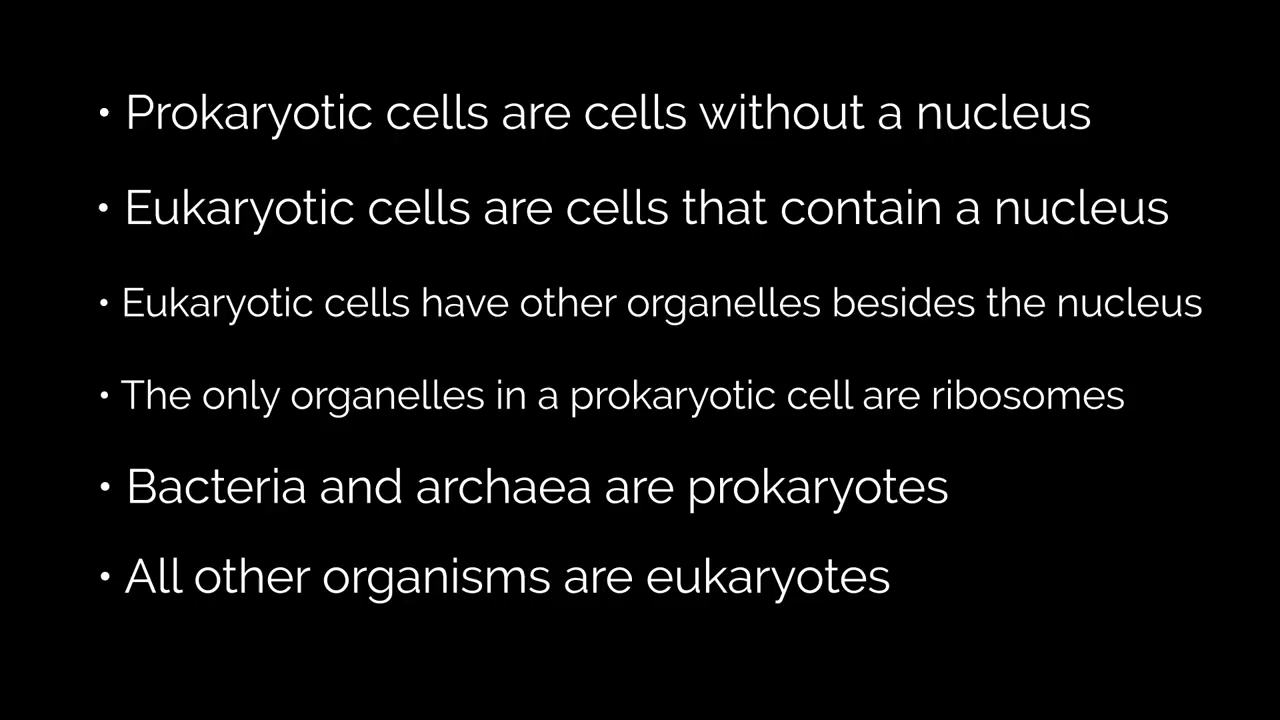 • Prokaryotic cells are cells without a nucleus
• Eukaryotic cells are cells that contain a nucleus
• Eukaryotic cells have other organelles besides the nucleus
• The only organelles in a prokaryotic cell are ribosomes
• Bacteria and archaea are prokaryotes
• All other organisms are eukaryotes